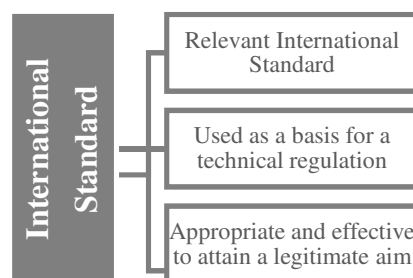 International
Standard
Relevant International
Standard
Used as a basis for a
technical regulation
Appropriate and effective
to attain a legitimate aim